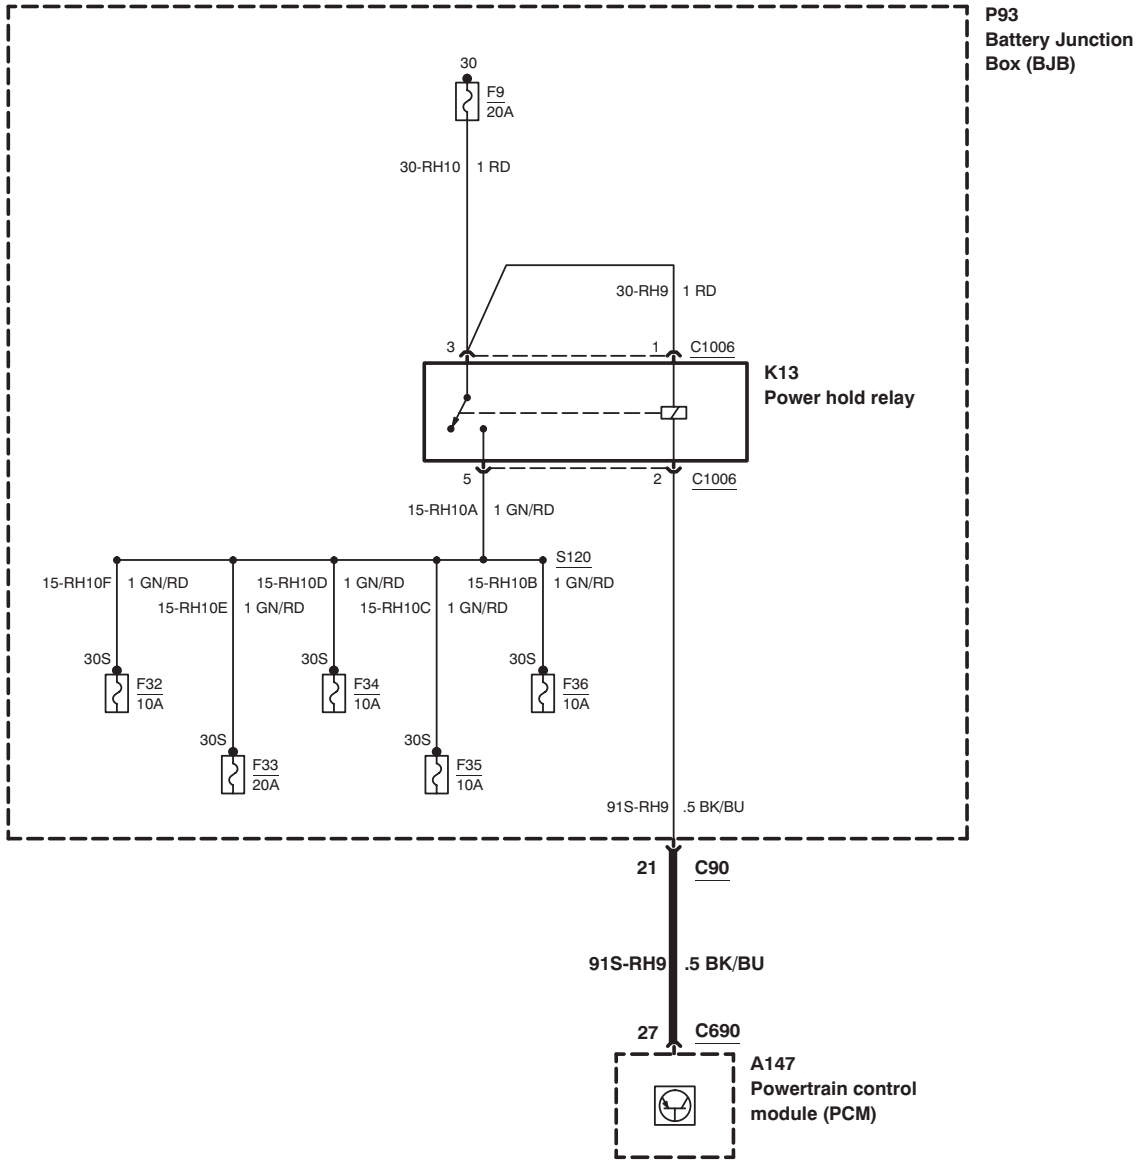 P93
Battery Junction
Box (BJB)
30
F9
20A
30-RH10 1 RD
30-RH9 1 RD
3 1 C1006
K13
Power hold relay
5 2 C1006
15-RH10A 1 GN/RD
S120
15-RH10F 1 GN/RD 15-RH10D 1 GN/RD 15-RH10B 1 GN/RD
15-RH10E 1 GN/RD 15-RH10C 1 GN/RD
30S 30S 30S
F32 F34 F36
10A 10A 10A
30S 30S
F33 F35
20A 10A
91S-RH9 .5 BK/BU
21 C90
91S-RH9 .5 BK/BU
27 C690
A147
Powertrain control
module (PCM)